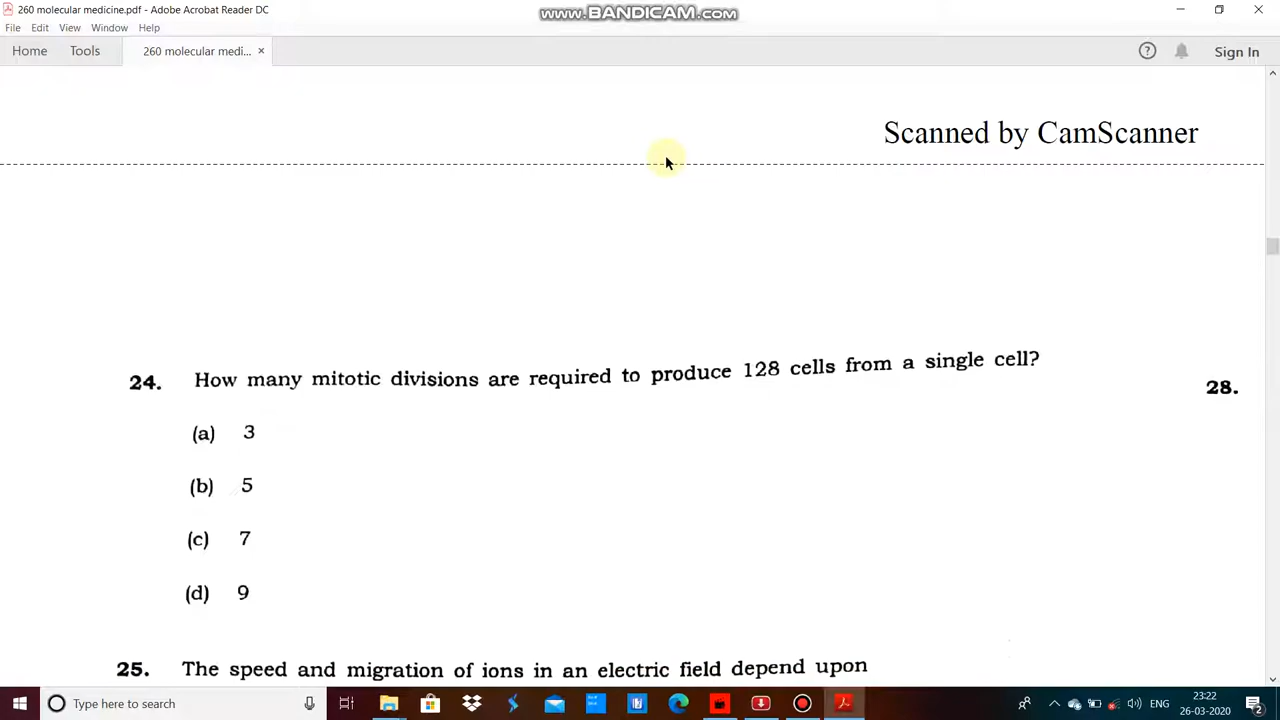 260 molecular medicine.pdf - Adobe Acrobat Reader DC
www.BANDICAM.com
File Edit View Window Help
Home Tools 260 molecular medi... × Sign In
Scanned by CamScanner
24. How many mitotic divisions are required to produce 128 cells from a single cell?
28.
(a) 3
(b) 5
(c) 7
(d) 9
25. The speed and migration of ions in an electric field depend upon
Type here to search
ENG
23:22
26-03-2020
2